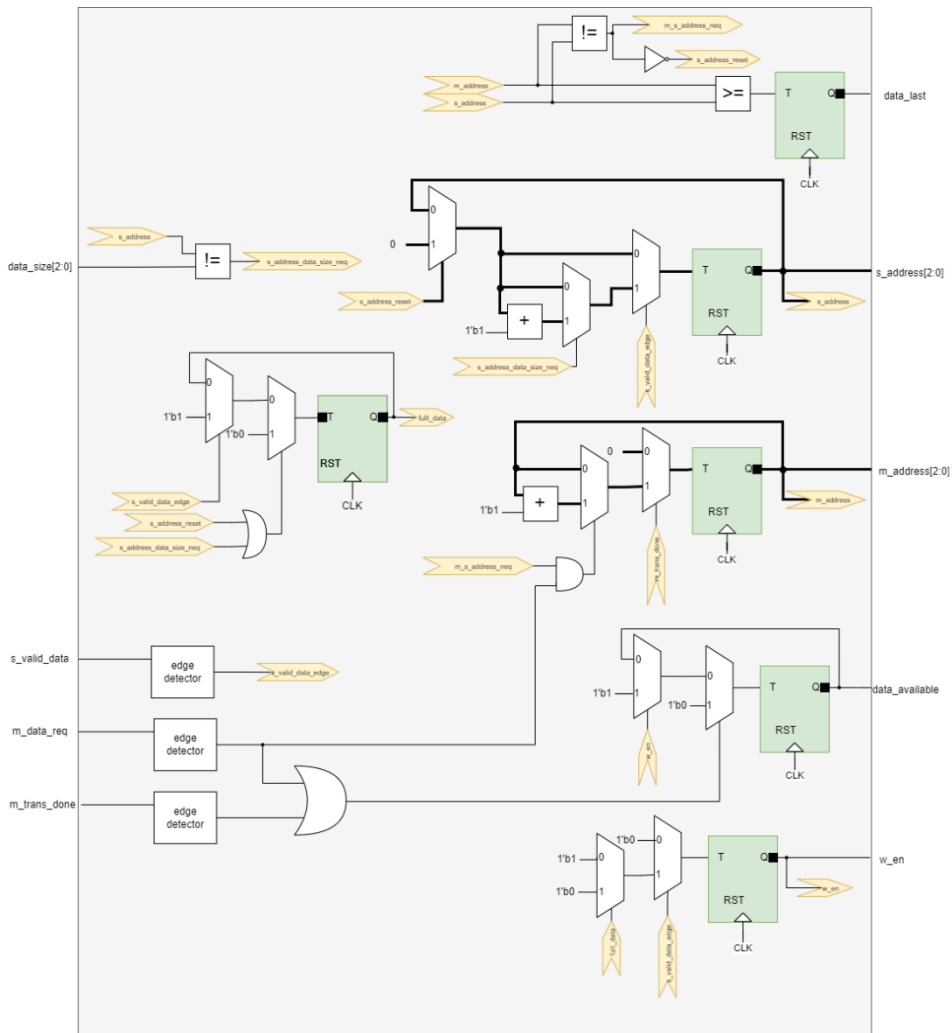 !=
m_s_address_neq
s_address_reset
m_address
s_address
>=
T
Q
RST
CLK
data_last
s_address
data_size[2:0]
!=
s_address_data_size_neq
0
0
1
s_address_reset
+
1'b1
0
1
s_address_data_size_neq
0
1
s_valid_data_edge
T
Q
RST
CLK
s_address[2:0]
s_address
0
1'b1
1
0
1'b0
1
T
Q
RST
CLK
full_data
s_valid_data_edge
s_address_reset
s_address_data_size_neq
+
1'b1
0
1
0
0
1
T
Q
RST
CLK
m_address[2:0]
m_address
m_s_address_neq
m_trans_done
s_valid_data
edge
detector
s_valid_data_edge
m_data_req
edge
detector
m_trans_done
edge
detector
0
1'b1
1
w_en
0
1'b0
1
T
Q
RST
CLK
data_available
1'b1
0
1'b0
1
full_data
1'b0
0
1
s_valid_data_edge
T
Q
RST
CLK
w_en
w_en